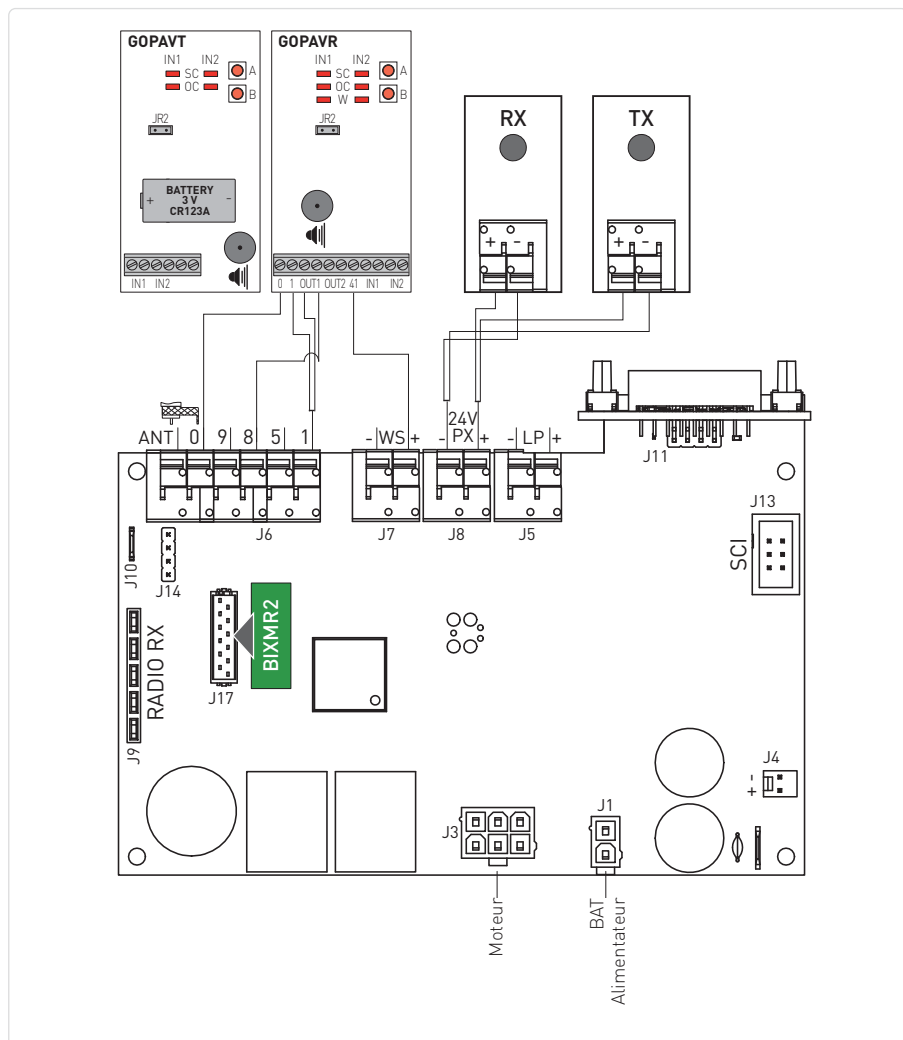 GOPAVT
IN1 IN2
SC
OC
A
B
JR2
BATTERY
3 V
CR123A
+ -
IN1 IN2
GOPAVR
IN1 IN2
SC
OC
W
A
B
JR2
0 1 OUT1 OUT2 41 IN1 IN2
RX
+ -
TX
+ -
ANT 0 9 8 5 1
J6
- WS +
J7
24V
- PX +
J8
- LP +
J5
J11
J13
SCI
J10
J14
RADIO RX
J9
J17
BIXMR2
J4
- +
J3
J1
Moteur
BAT
Alimentateur